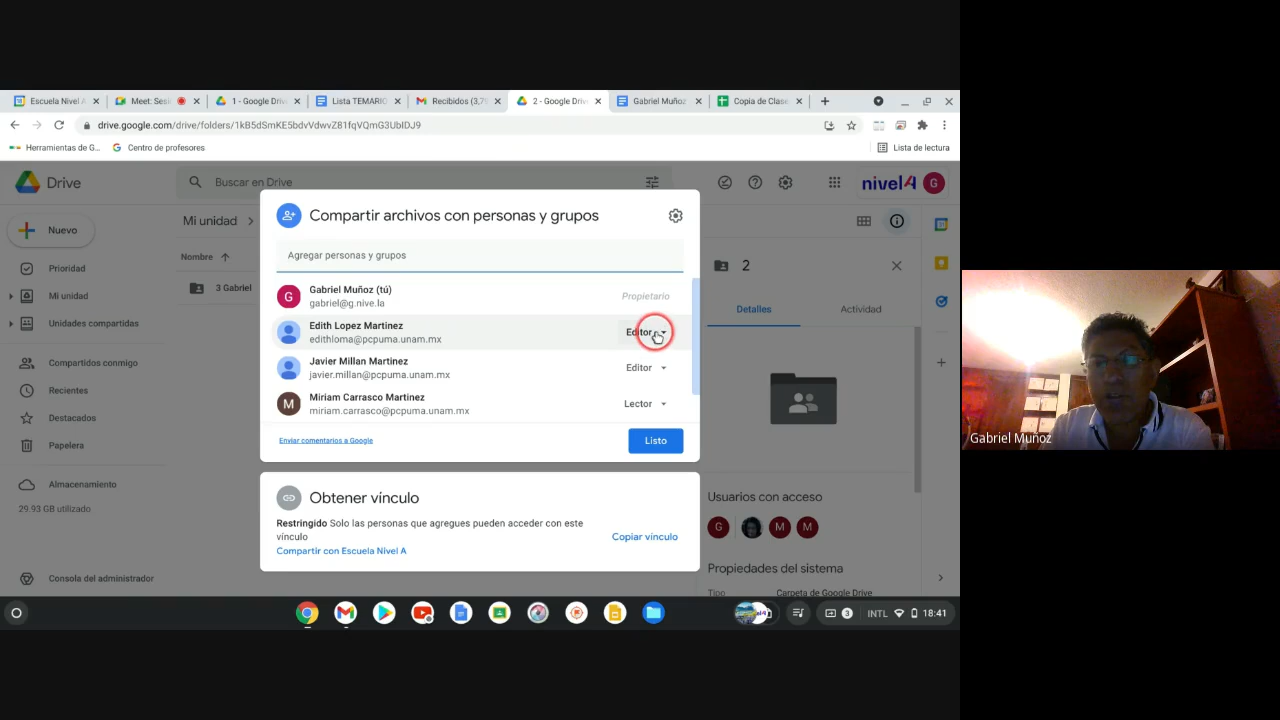 Escuela Nivel A
Meet: Sesi
1 - Google Drive
Lista TEMARIO
Recibidos (3,79
2 - Google Drive
Gabriel Muñoz
Copia de Clase
drive.google.com/drive/folders/1kB5dSmKE5bdvVdwvZ81fqVQmG3UbIDJ9
Herramientas de G...
Centro de profesores
Lista de lectura
Drive
Buscar en Drive
nivelA
G
Nuevo
Mi unidad
Nombre
3 Gabriel
Prioridad
Mi unidad
Unidades compartidas
Compartidos conmigo
Recientes
Destacados
Papelera
Almacenamiento
29.93 GB utilizado
Consola del administrador
Compartir archivos con personas y grupos
Agregar personas y grupos
G
Gabriel Muñoz (tú)
gabriel@g.nive.la
Propietario
Edith Lopez Martinez
edithloma@pcpuma.unam.mx
Editor
Javier Millan Martinez
javier.millan@pcpuma.unam.mx
Editor
M
Miriam Carrasco Martinez
miriam.carrasco@pcpuma.unam.mx
Lector
Enviar comentarios a Google
Listo
Obtener vínculo
Restringido Solo las personas que agregues pueden acceder con este
vínculo
Copiar vínculo
Compartir con Escuela Nivel A
2
Detalles
Actividad
Usuarios con acceso
G
M
M
Propiedades del sistema
Tipo
Carpeta de Google Drive
3
INTL
18:41
Gabriel Muñoz